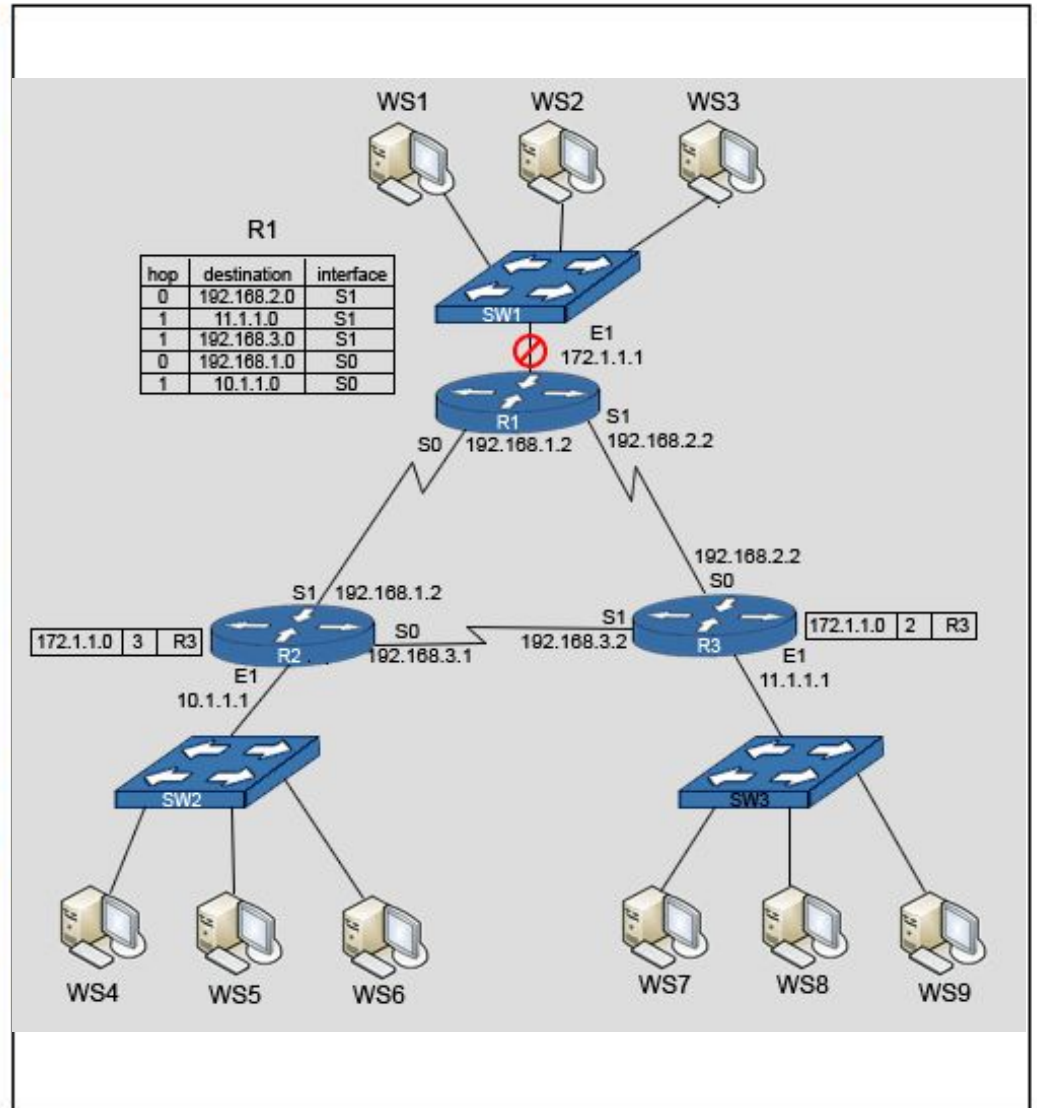 WS1 WS2 WS3
R1
hop destination interface
0 192.168.2.0 S1
1 11.1.1.0 S1
1 192.168.3.0 S1
0 192.168.1.0 S0
1 10.1.1.0 S0
SW1
E1
172.1.1.1
R1
S1
S0 192.168.1.2
192.168.2.2
192.168.2.2
S0
S1 192.168.1.2
172.1.1.0 3 R3
R2
S0
192.168.3.1
S1
192.168.3.2
R3
172.1.1.0 2 R3
E1
10.1.1.1
E1
11.1.1.1
SW2
SW3
WS4 WS5 WS6
WS7 WS8 WS9